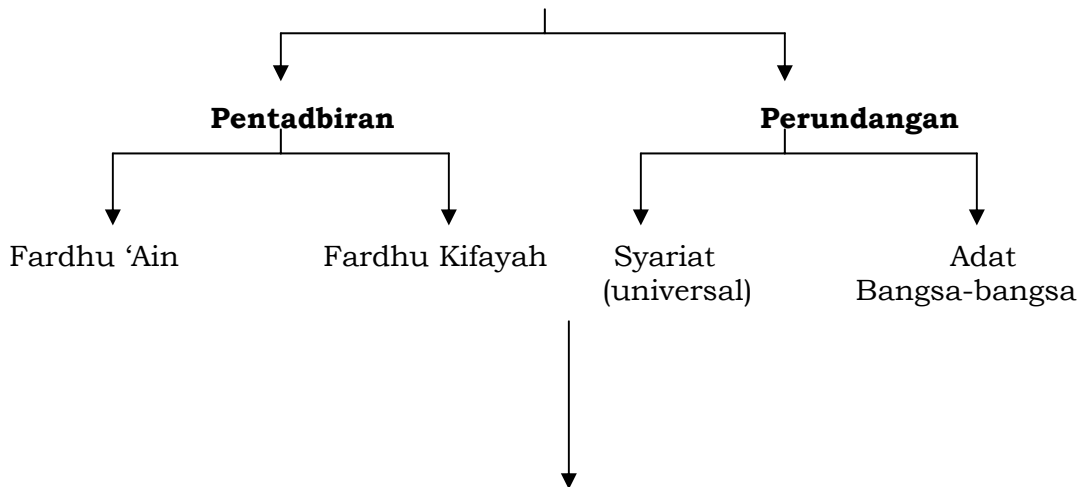 Pentadbiran Perundangan
Fardhu ‘Ain Fardhu Kifayah Syariat Adat
(universal) Bangsa-bangsa